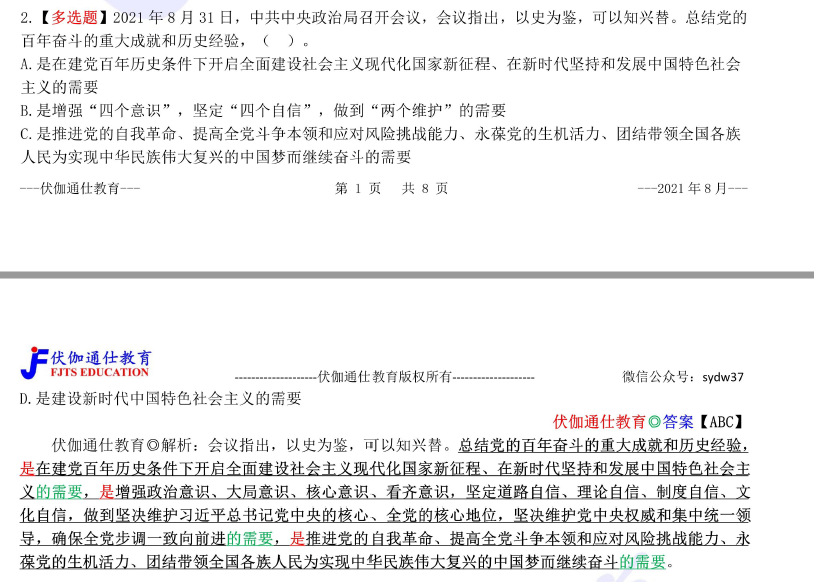 2.【多选题】2021 年 8 月 31 日，中共中央政治局召开会议，会议指出，以史为鉴，可以知兴替。总结党的
百年奋斗的重大成就和历史经验，（　）。
A.是在建党百年历史条件下开启全面建设社会主义现代化国家新征程、在新时代坚持和发展中国特色社会
主义的需要
B.是增强“四个意识”，坚定“四个自信”，做到“两个维护”的需要
C.是推进党的自我革命、提高全党斗争本领和应对风险挑战能力、永葆党的生机活力、团结带领全国各族
人民为实现中华民族伟大复兴的中国梦而继续奋斗的需要
---伏伽通仕教育--- 第 1 页 共 8 页 ---2021 年 8 月---
伏伽通仕教育
FJTS EDUCATION
--------------------伏伽通仕教育版权所有-------------------- 微信公众号：sydw37
D.是建设新时代中国特色社会主义的需要
伏伽通仕教育◎答案【ABC】
伏伽通仕教育◎解析：会议指出，以史为鉴，可以知兴替。总结党的百年奋斗的重大成就和历史经验，
是在建党百年历史条件下开启全面建设社会主义现代化国家新征程、在新时代坚持和发展中国特色社会主
义的需要，是增强政治意识、大局意识、核心意识、看齐意识，坚定道路自信、理论自信、制度自信、文
化自信，做到坚决维护习近平总书记党中央的核心、全党的核心地位，坚决维护党中央权威和集中统一领
导，确保全党步调一致向前进的需要，是推进党的自我革命、提高全党斗争本领和应对风险挑战能力、永
葆党的生机活力、团结带领全国各族人民为实现中华民族伟大复兴的中国梦而继续奋斗的需要。